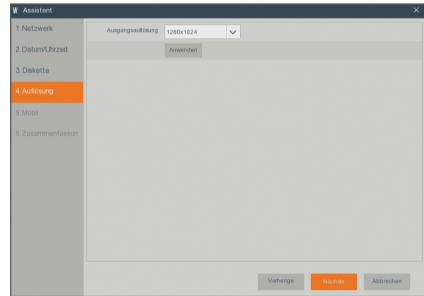 W Assistent
1.Netzwerk
Ausgangsauflösung 1280x1024
2.Datum/Uhrzeit
Anwenden
3.Diskette
4.Auflösung
5.Mobil
6.Zusammenfassun
Vorherige Nächste Abbrechen